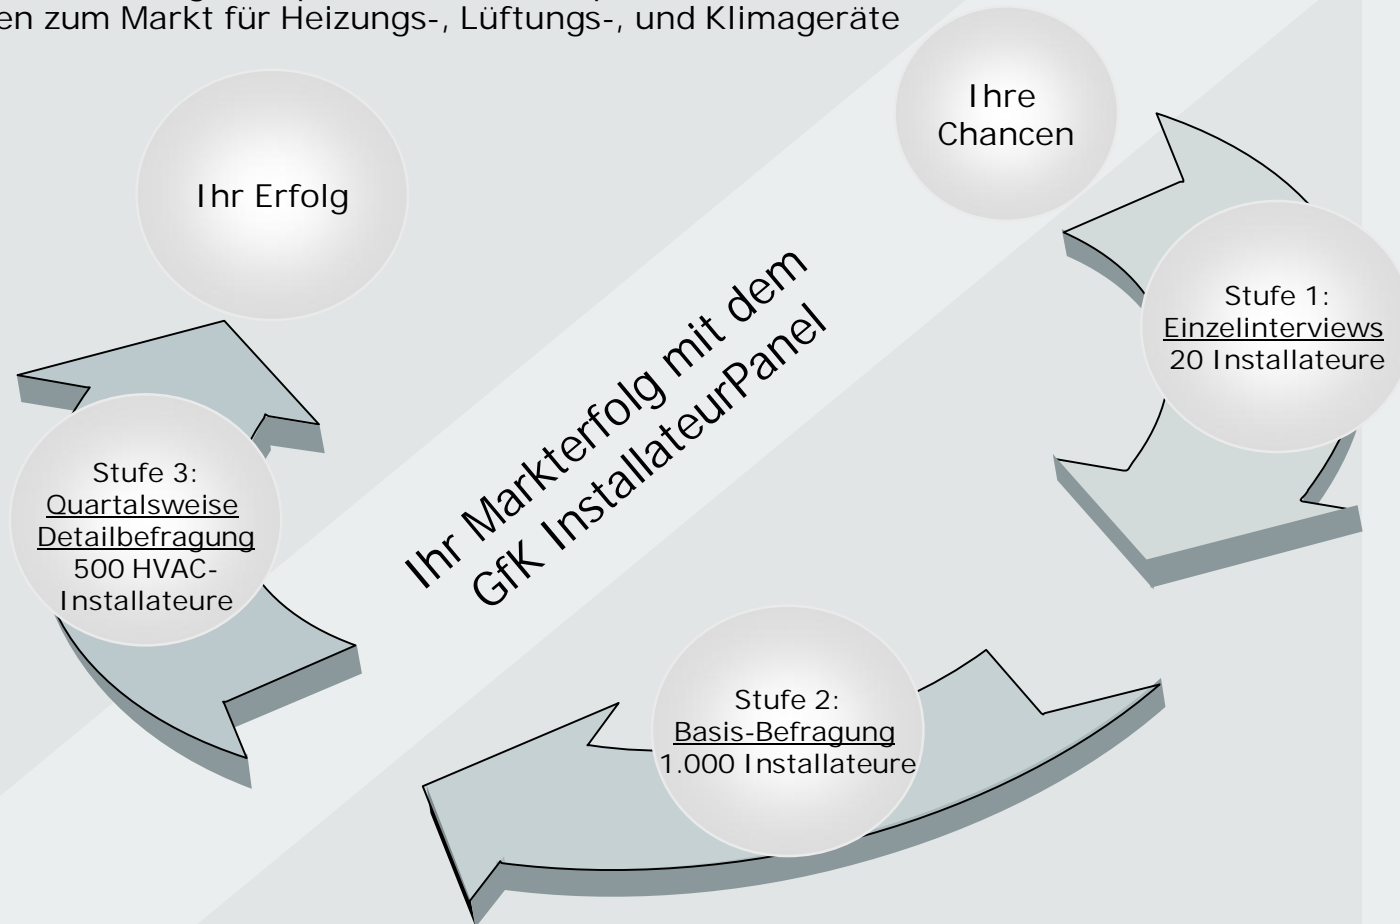 en zum Markt für Heizungs-, Lüftungs-, und Klimageräte
Ihre
Chancen
Ihr Erfolg
Stufe 1:
Einzelinterviews
20 Installateure
Ihr Markterfolg mit dem
GfK InstallateurPanel
Stufe 3:
Quartalsweise
Detailbefragung
500 HVAC-
Installateure
Stufe 2:
Basis-Befragung
1.000 Installateure